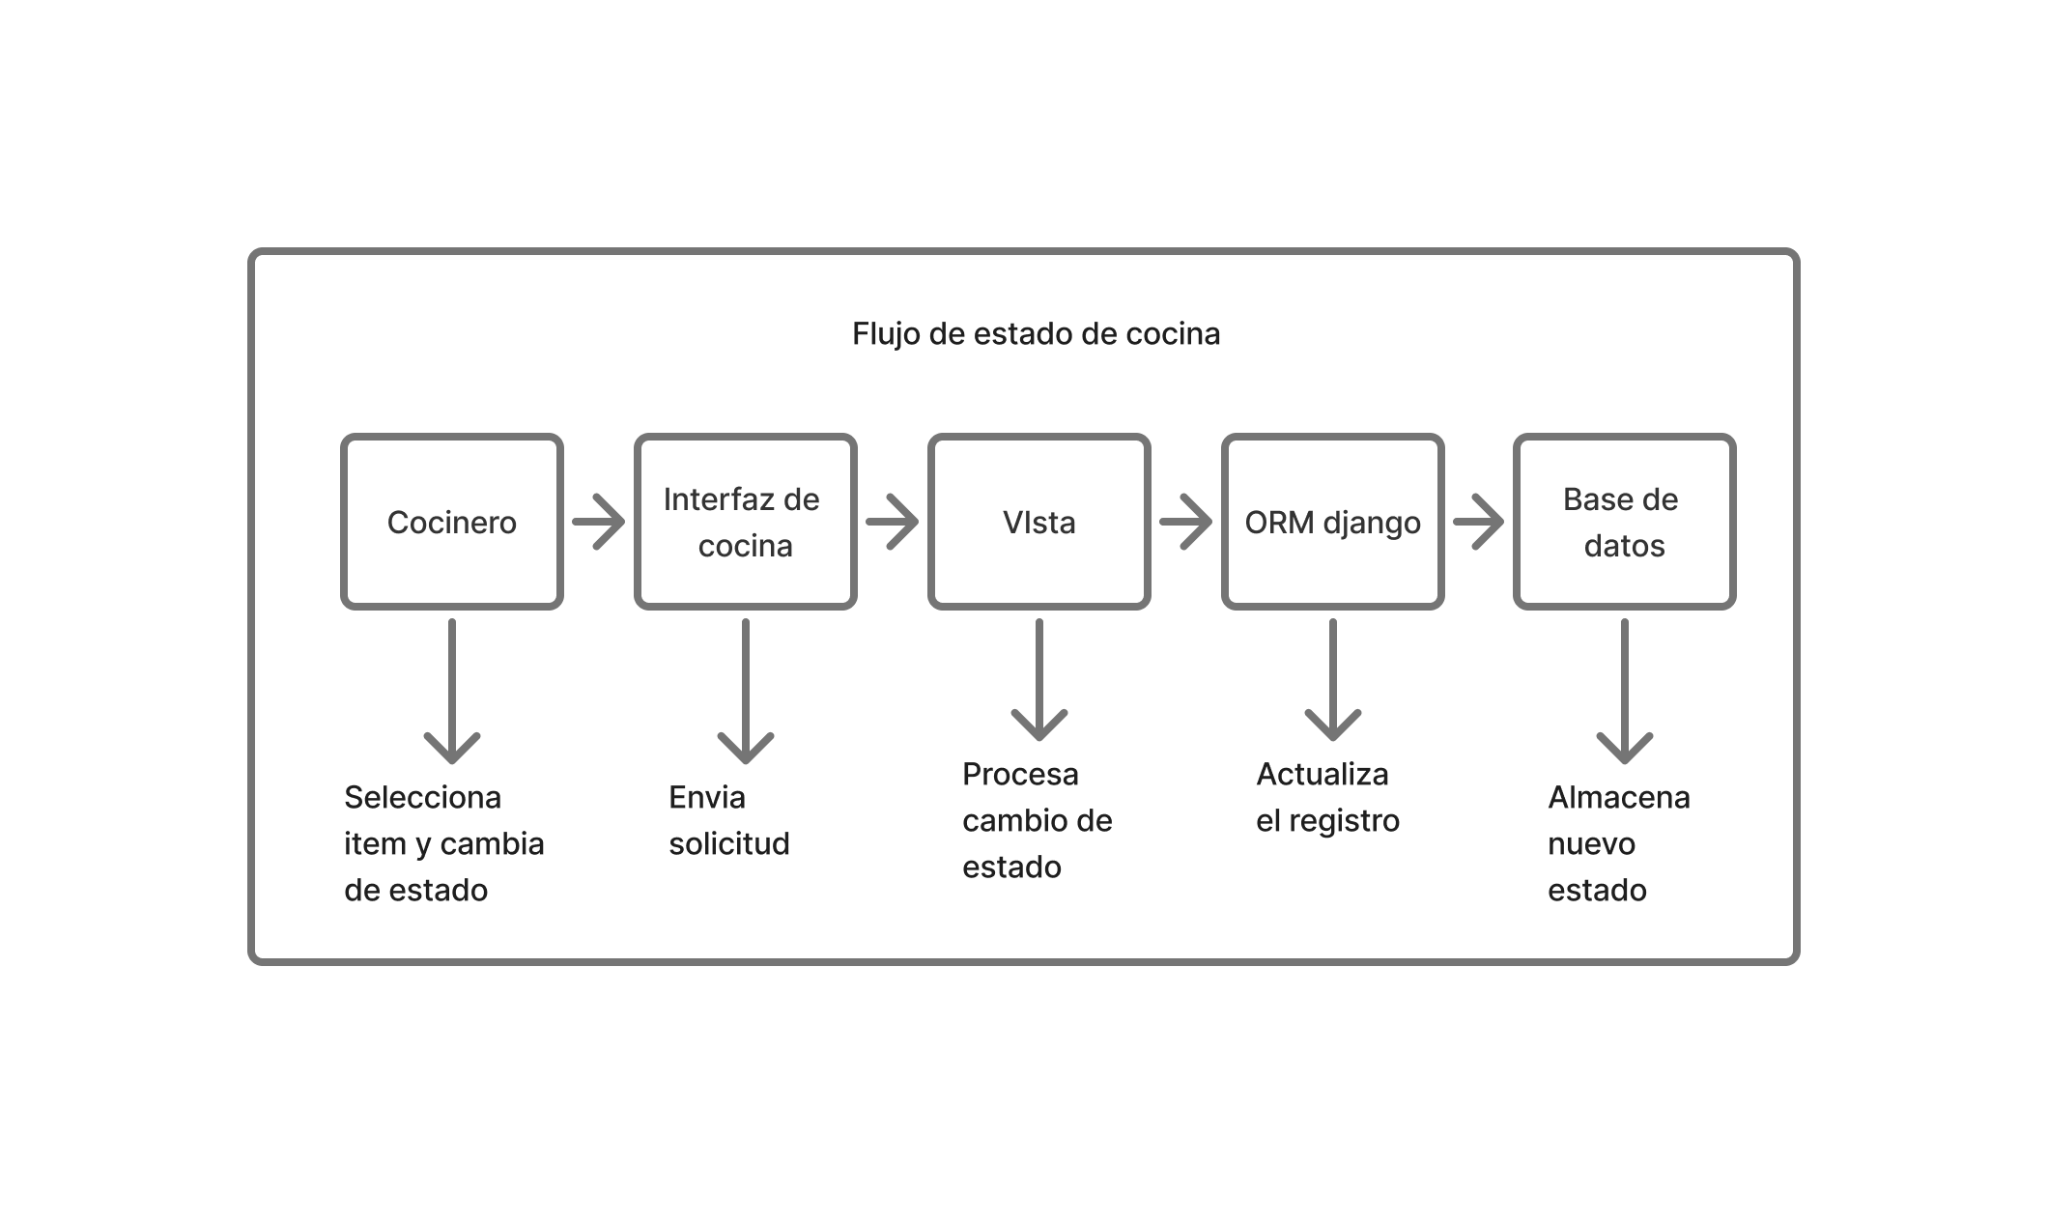 Flujo de estado de cocina
Cocinero
Interfaz de
cocina
VIsta
ORM django
Base de
datos
Selecciona
item y cambia
de estado
Envia
solicitud
Procesa
cambio de
estado
Actualiza
el registro
Almacena
nuevo
estado